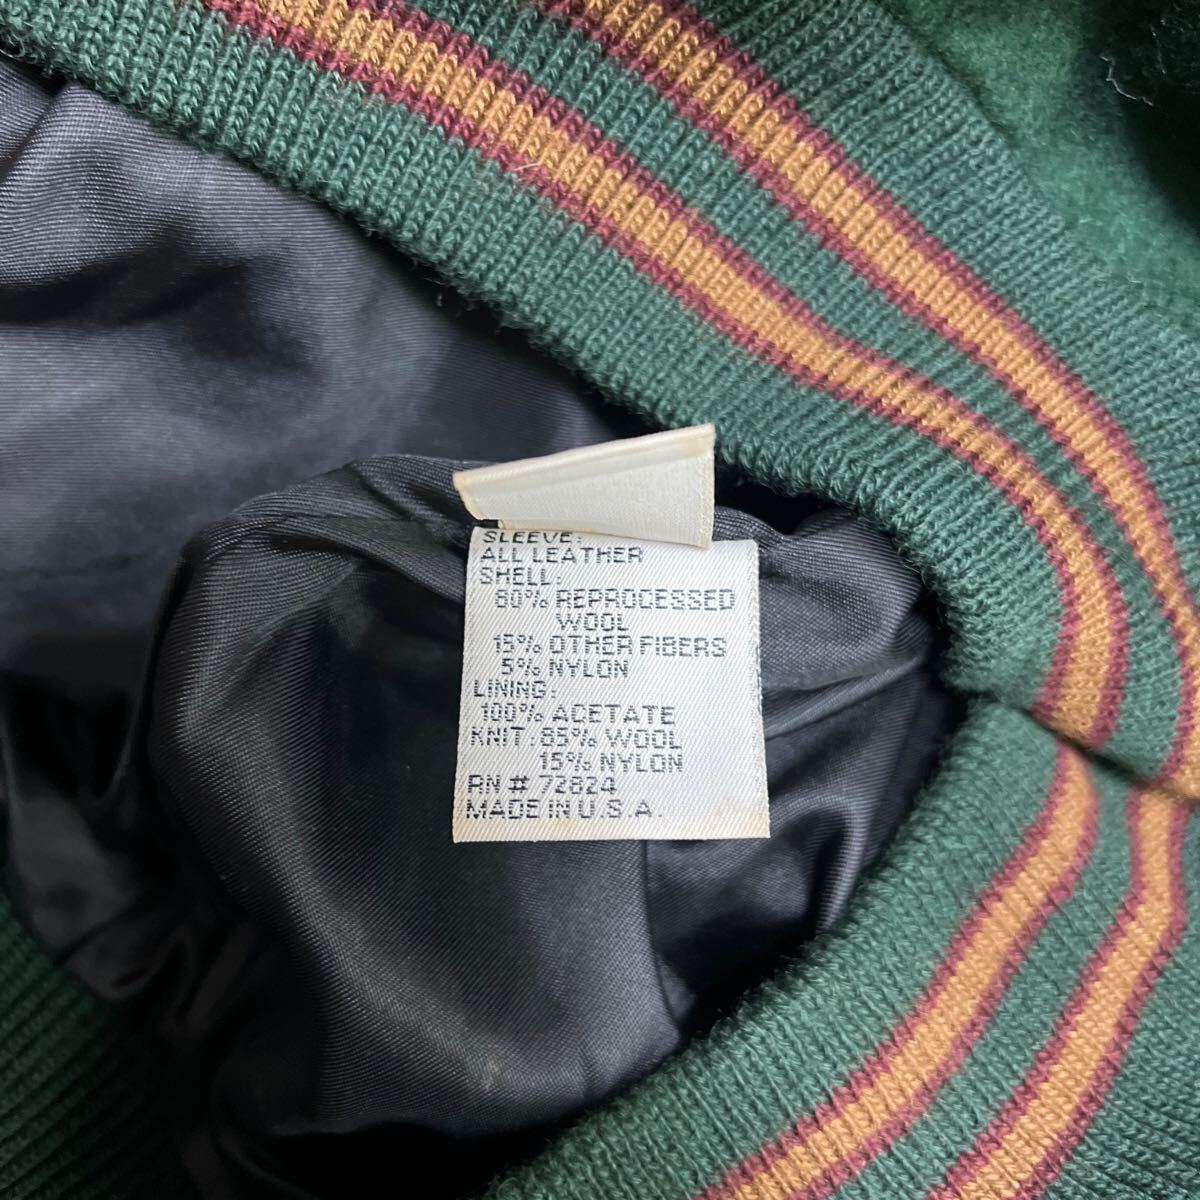 SLEEVE:
ALL LEATHER
SHELL:
80% REPROCESSED
WOOL
15% OTHER FIBERS
5% NYLON
LINING:
100% ACETATE
KNIT: 85% WOOL
15% NYLON
RN # 72824
MADE IN U.S.A.